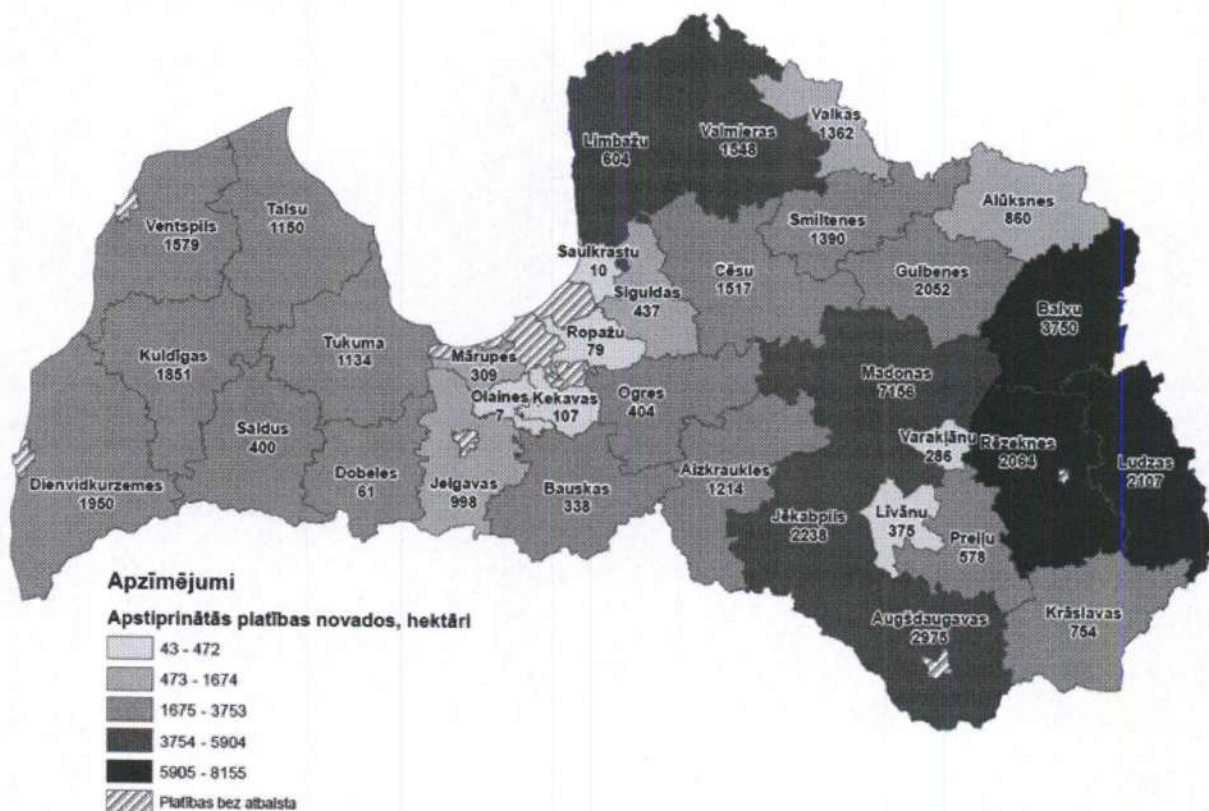 Valkas
1362
Limbažu
604
Valmieras
1548
Alūksnes
860
Talsu
1150
Ventspils
1579
Smiltenes
1390
Saulkrastu
10
Cēsu
1517
Gulbenes
2052
Siguldas
437
Balvu
3750
Ropažu
79
Tukuma
1134
Kuldīgas
1851
Mārupes
309
Madonas
7156
Olaines
7
Ķekavas
107
Ogres
404
Saldus
400
Varakļānu
286
Rēzeknes
2064
Ludzas
2107
Dienvidkurzemes
1950
Dobeles
61
Jelgavas
998
Bauskas
338
Aizkraukles
1214
Jēkabpils
2238
Līvānu
375
Preiļu
578
Augšdaugavas
2975
Krāslavas
754
Apzīmējumi
Apstiprinātās platības novados, hektāri
43 - 472
473 - 1674
1675 - 3753
3754 - 5904
5905 - 8155
Platības bez atbalsta